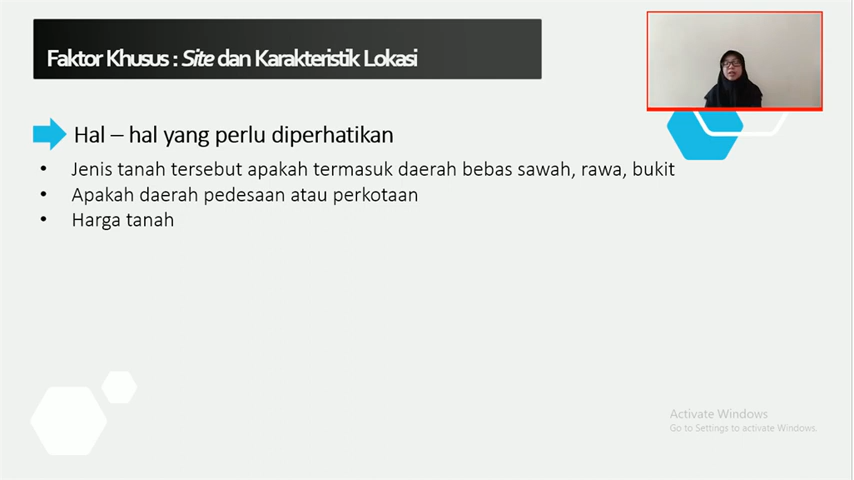 Faktor Khusus : Site dan Karakteristik Lokasi
Hal – hal yang perlu diperhatikan
• Jenis tanah tersebut apakah termasuk daerah bebas sawah, rawa, bukit
• Apakah daerah pedesaan atau perkotaan
• Harga tanah
Activate Windows
Go to Settings to activate Windows.